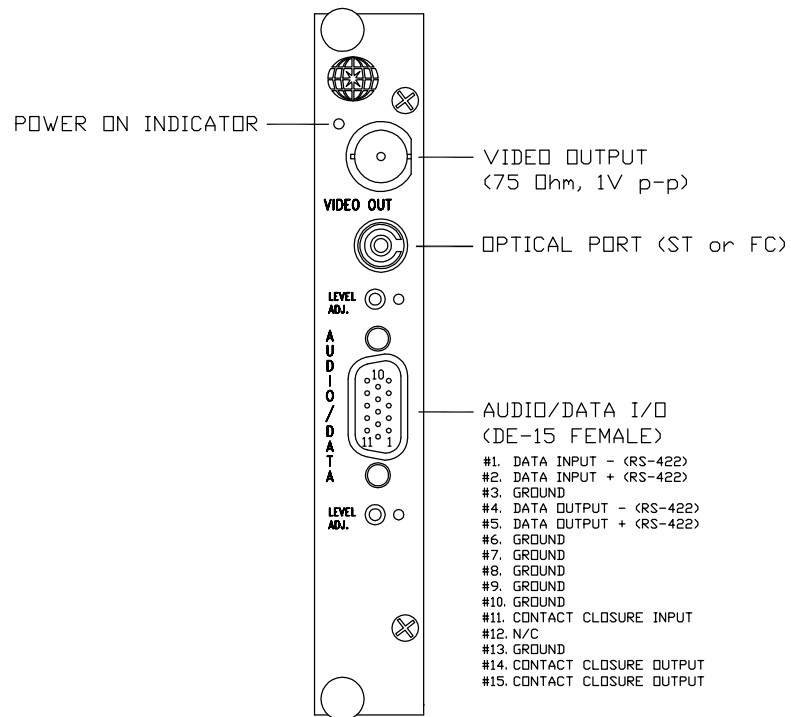 POWER ON INDICATOR
VIDEO OUTPUT
(75 Ohm, 1V p-p)
VIDEO OUT
OPTICAL PORT (ST or FC)
LEVEL
ADJ.
AUDIO/DATA
10
11 1
AUDIO/DATA I/O
(DE-15 FEMALE)
#1. DATA INPUT - (RS-422)
#2. DATA INPUT + (RS-422)
#3. GROUND
#4. DATA OUTPUT - (RS-422)
#5. DATA OUTPUT + (RS-422)
#6. GROUND
#7. GROUND
#8. GROUND
#9. GROUND
#10. GROUND
#11. CONTACT CLOSURE INPUT
#12. N/C
#13. GROUND
#14. CONTACT CLOSURE OUTPUT
#15. CONTACT CLOSURE OUTPUT
LEVEL
ADJ.